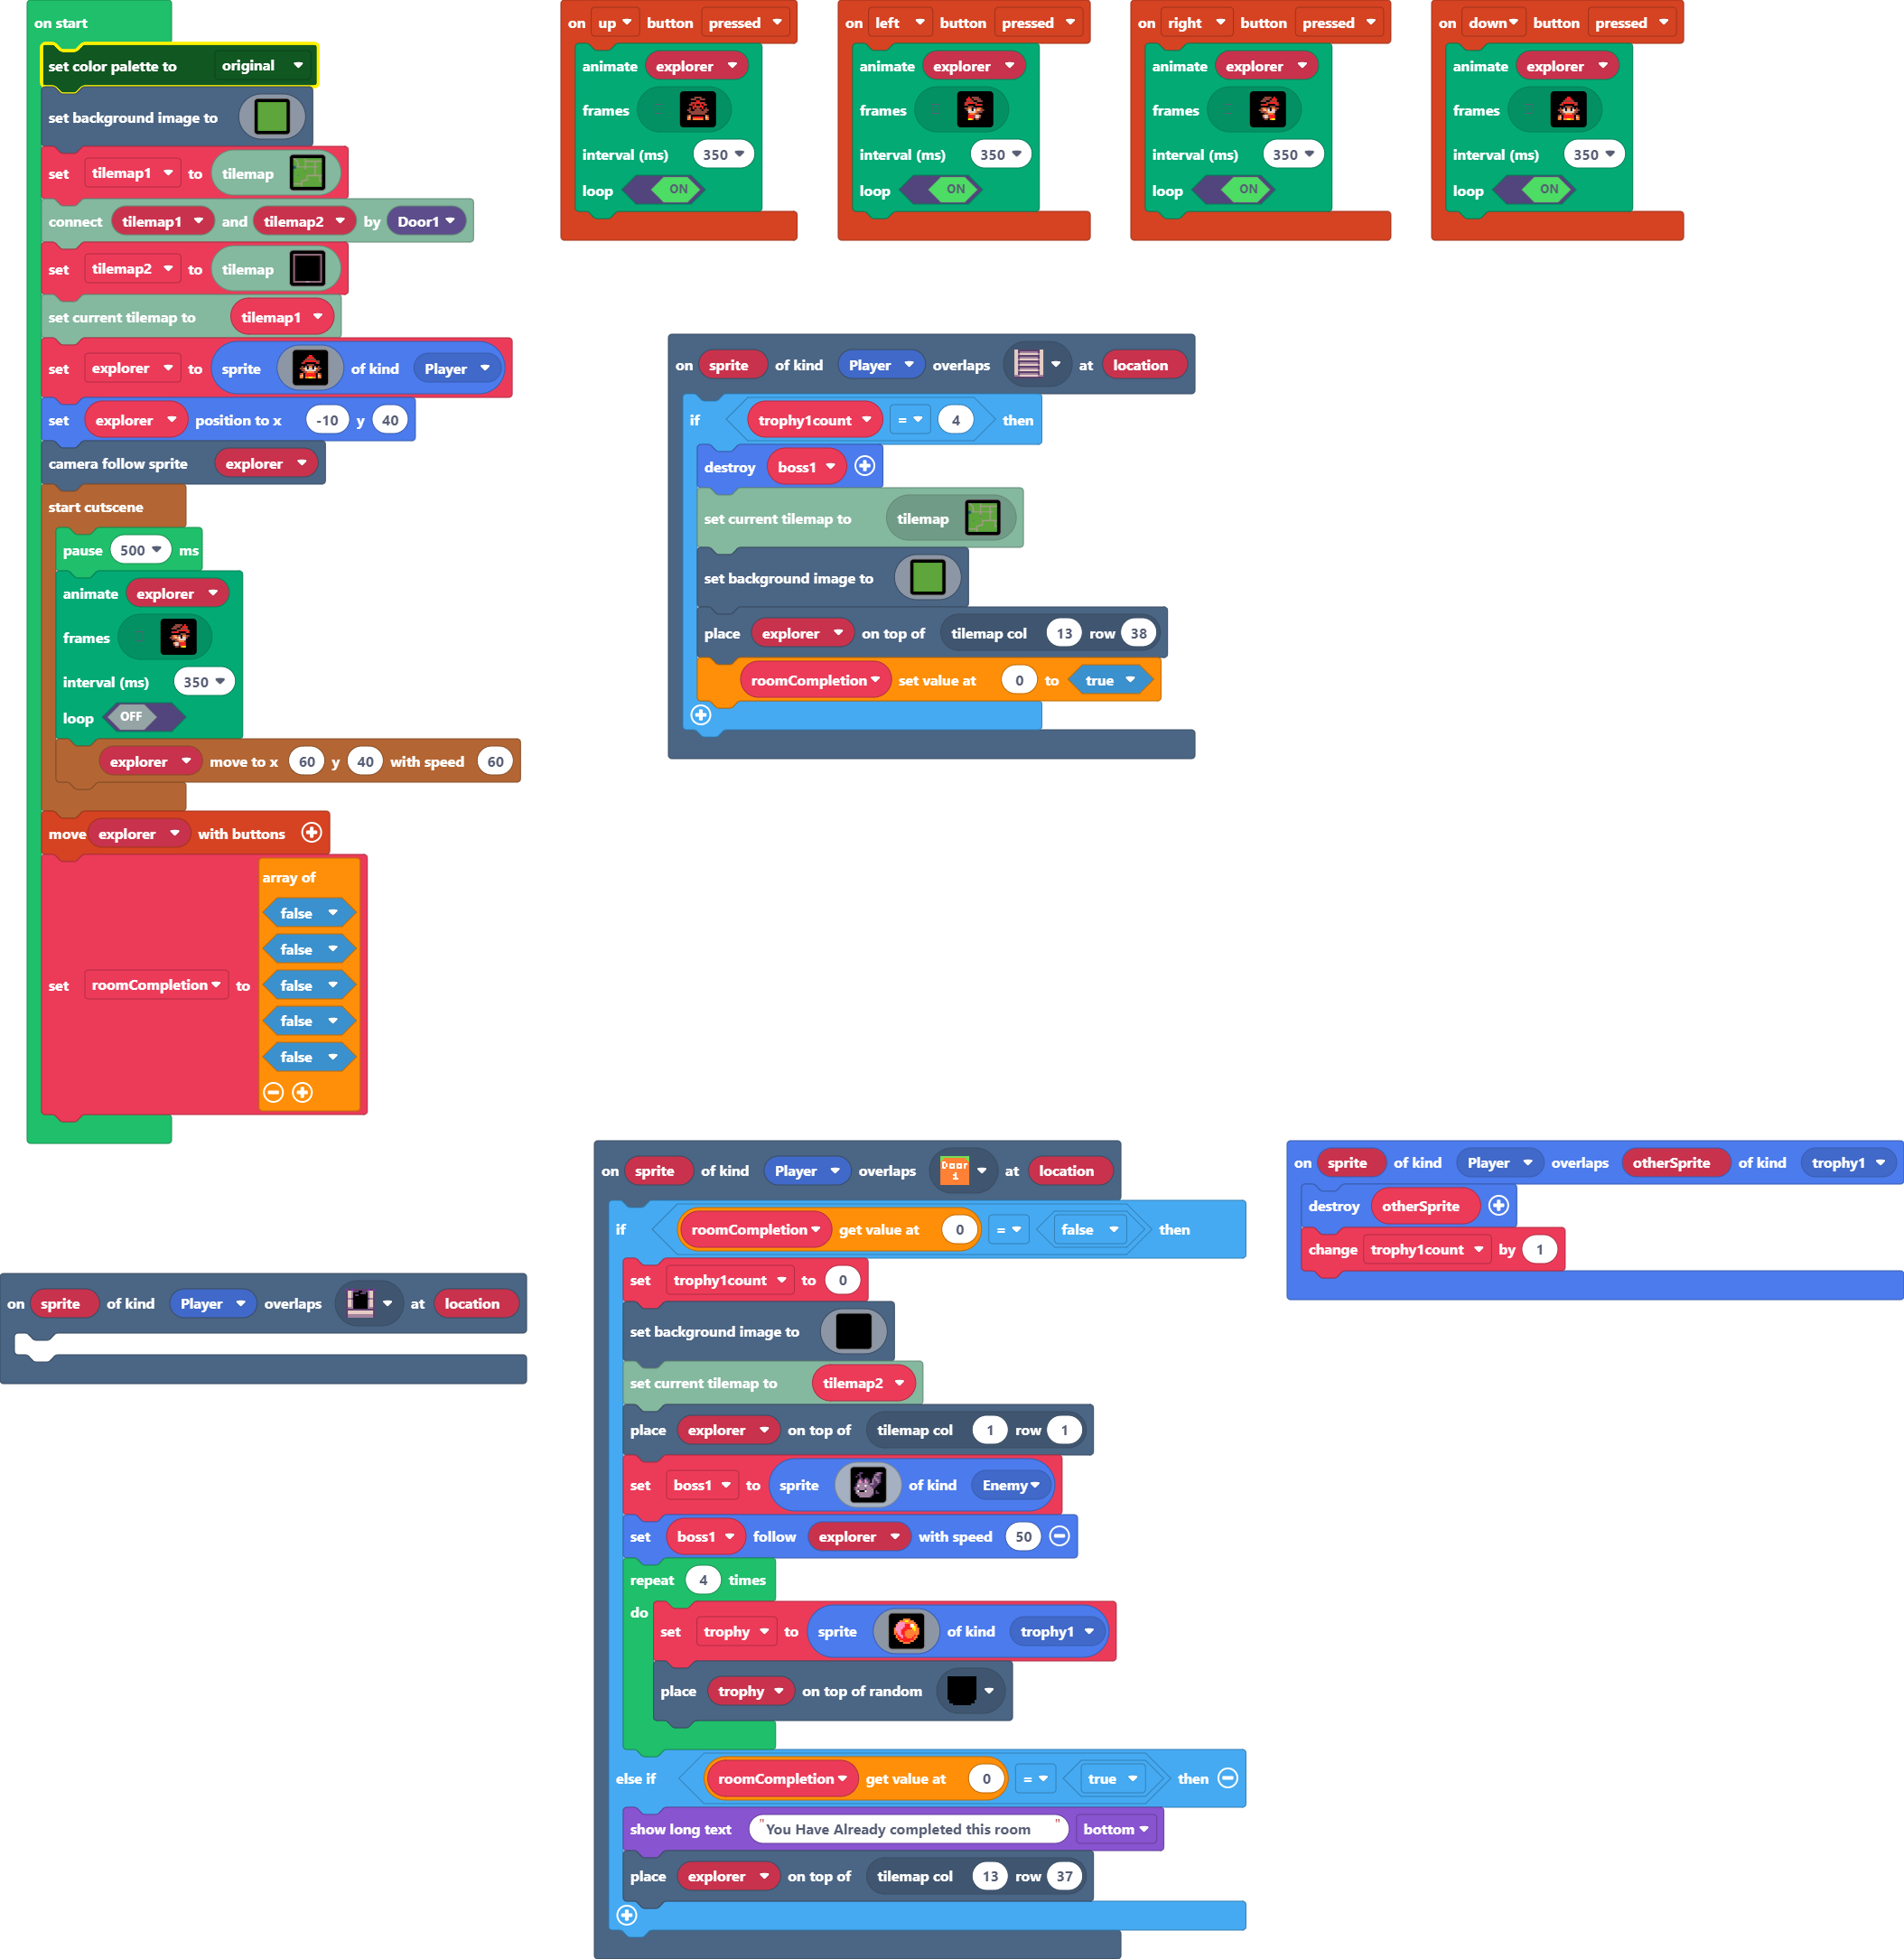 on start
set color palette to original
set background image to
set tilemap1 to tilemap
connect tilemap1 and tilemap2 by Door1
set tilemap2 to tilemap
set current tilemap to tilemap1
set explorer to sprite of kind Player
set explorer position to x -10 y 40
camera follow sprite explorer
start cutscene
pause 500 ms
animate explorer
frames
interval (ms) 350
loop OFF
explorer move to x 60 y 40 with speed 60
move explorer with buttons
array of
false
false
set roomCompletion to false
false
false
on up button pressed
animate explorer
frames
interval (ms) 350
loop ON
on left button pressed
animate explorer
frames
interval (ms) 350
loop ON
on right button pressed
animate explorer
frames
interval (ms) 350
loop ON
on down button pressed
animate explorer
frames
interval (ms) 350
loop ON
on sprite of kind Player overlaps at location
if trophy1count = 4 then
destroy boss1
set current tilemap to tilemap
set background image to
place explorer on top of tilemap col 13 row 38
roomCompletion set value at 0 to true
on sprite of kind Player overlaps at location
on sprite of kind Player overlaps Door 1 at location
if roomCompletion get value at 0 = false then
set trophy1count to 0
set background image to
set current tilemap to tilemap2
place explorer on top of tilemap col 1 row 1
set boss1 to sprite of kind Enemy
set boss1 follow explorer with speed 50
repeat 4 times
do
set trophy to sprite of kind trophy1
place trophy on top of random
else if roomCompletion get value at 0 = true then
show long text "You Have Already completed this room " bottom
place explorer on top of tilemap col 13 row 37
on sprite of kind Player overlaps otherSprite of kind trophy1
destroy otherSprite
change trophy1count by 1